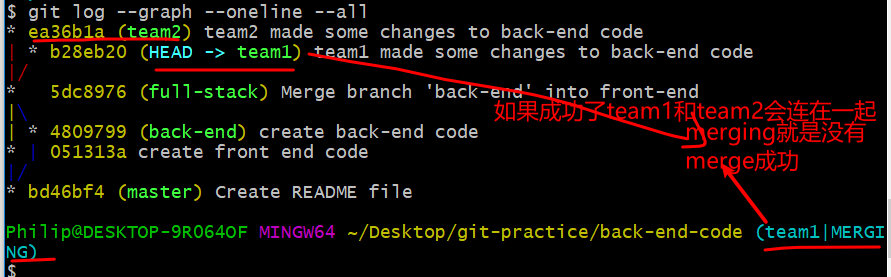 $ git log --graph --oneline --all
* ea36b1a (team2) team2 made some changes to back-end code
| * b28eb20 (HEAD -> team1) team1 made some changes to back-end code
|/
*   5dc8976 (full-stack) Merge branch 'back-end' into front-end
如果成功了team1和team2会连在一起
|\
| * 4809799 (back-end) create back-end code
merging就是没有
* | 051313a create front end code
merge成功
|/
* bd46bf4 (master) Create README file
Philip@DESKTOP-9RO64OF MINGW64 ~/Desktop/git-practice/back-end-code (team1|MERGI
NG)
$